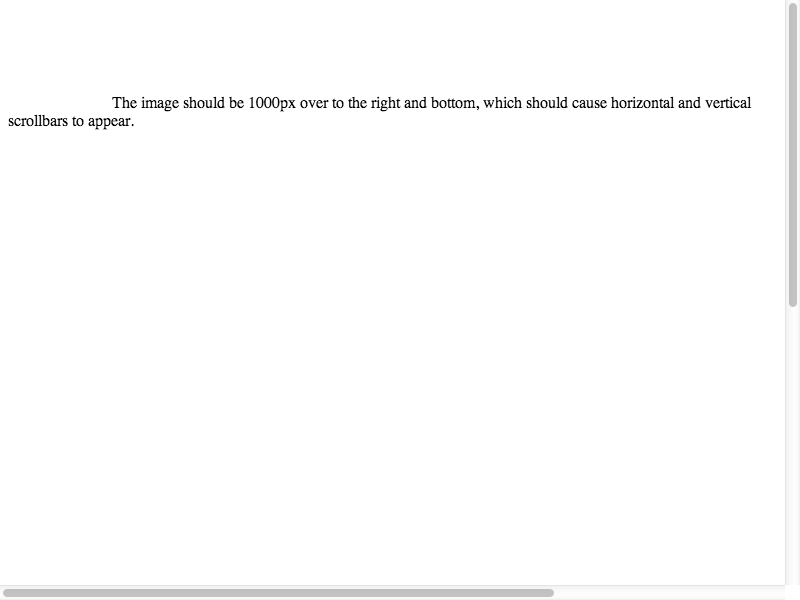 The image should be 1000px over to the right and bottom, which should cause horizontal and vertical
scrollbars to appear.